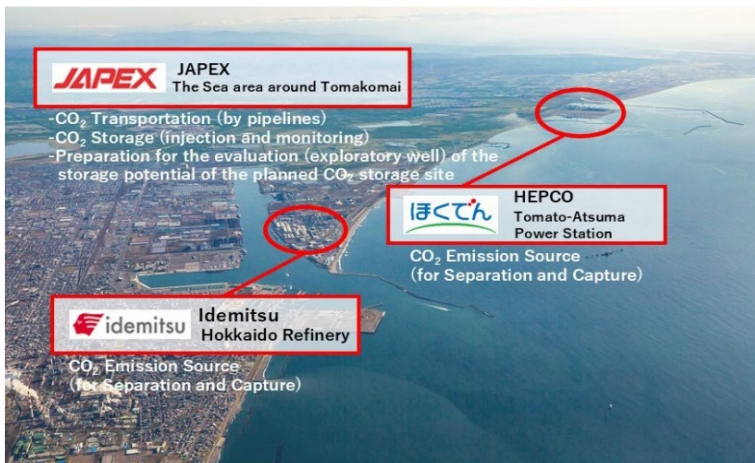 JAPEX
JAPEX
The Sea area around Tomakomai
-CO₂ Transportation (by pipelines)
-CO₂ Storage (injection and monitoring)
-Preparation for the evaluation (exploratory well) of the
storage potential of the planned CO₂ storage site
ほくでん
HEPCO
Tomato-Atsuma
Power Station
CO₂ Emission Source
(for Separation and Capture)
idemitsu
Idemitsu
Hokkaido Refinery
CO₂ Emission Source
(for Separation and Capture)